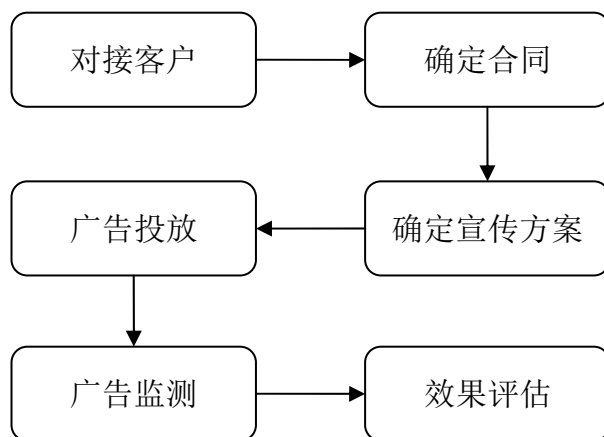 对接客户
确定合同
确定宣传方案
广告投放
广告监测
效果评估